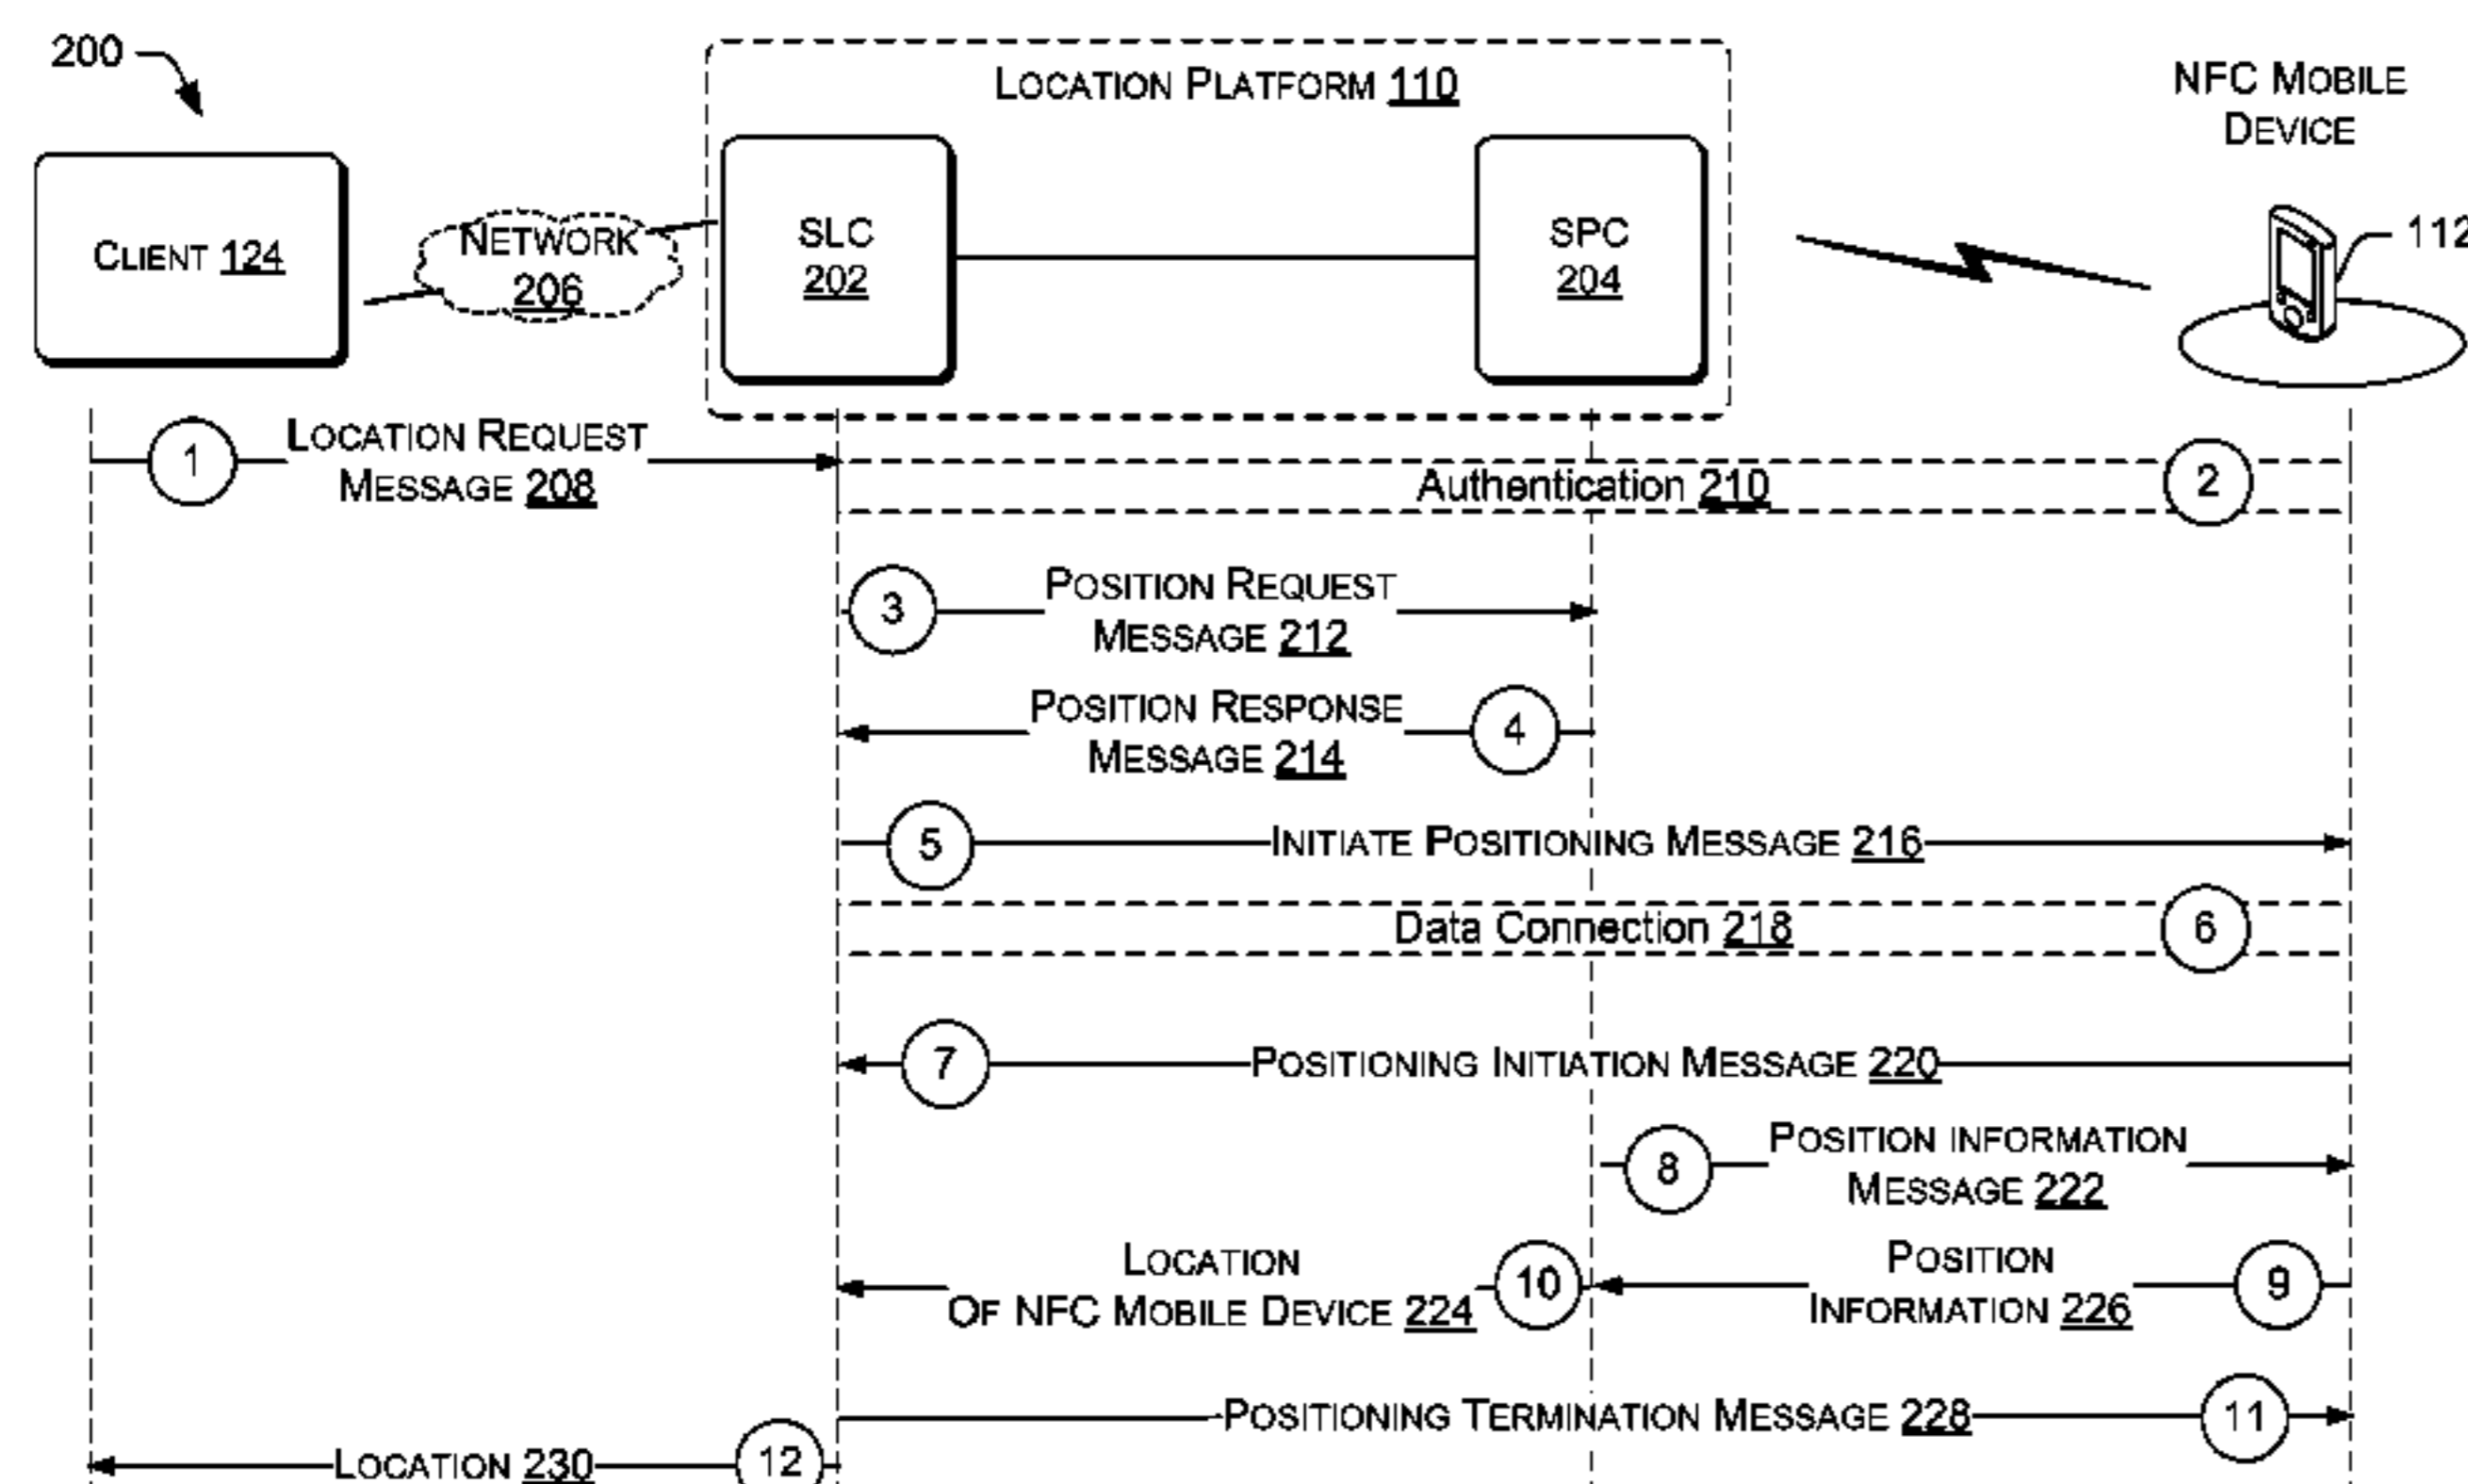 200
LOCATION PLATFORM 110
NFC MOBILE
DEVICE
CLIENT 124
NETWORK
206
SLC
202
SPC
204
112
1
LOCATION REQUEST
MESSAGE 208
Authentication 210
2
3
POSITION REQUEST
MESSAGE 212
POSITION RESPONSE
MESSAGE 214
4
5
INITIATE POSITIONING MESSAGE 216
Data Connection 218
6
7
POSITIONING INITIATION MESSAGE 220
8
POSITION INFORMATION
MESSAGE 222
LOCATION
OF NFC MOBILE DEVICE 224
10
POSITION
INFORMATION 226
9
POSITIONING TERMINATION MESSAGE 228
11
LOCATION 230
12